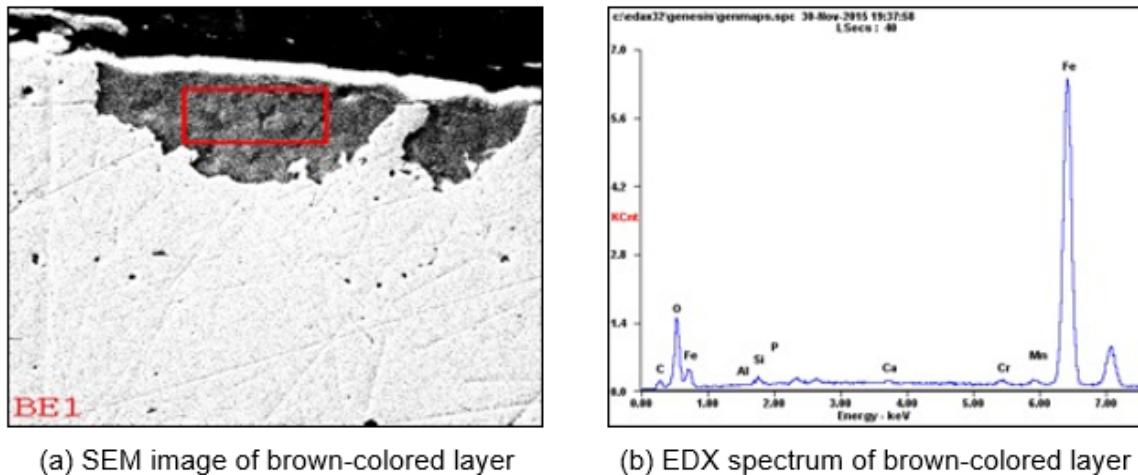 c:\edax32\genesis\genmaps.spc 30-Nov-2015 19:37:58
LSecs : 40
7.0
Fe
5.6
4.2
KCnt
2.8
O
1.4
P
Fe
Si
Mn
C
Al
Ca
Cr
0.0
0.00 1.00 2.00 3.00 4.00 5.00 6.00 7.00
Energy - keV
BE1
(a) SEM image of brown-colored layer
(b) EDX spectrum of brown-colored layer